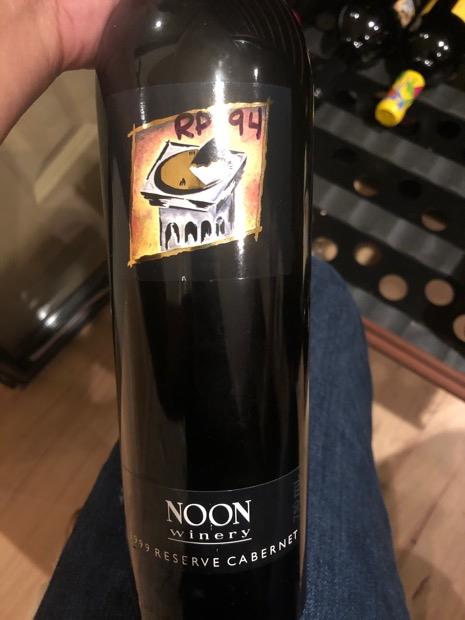 RP 94
NOON
winery
1999 RESERVE CABERNET